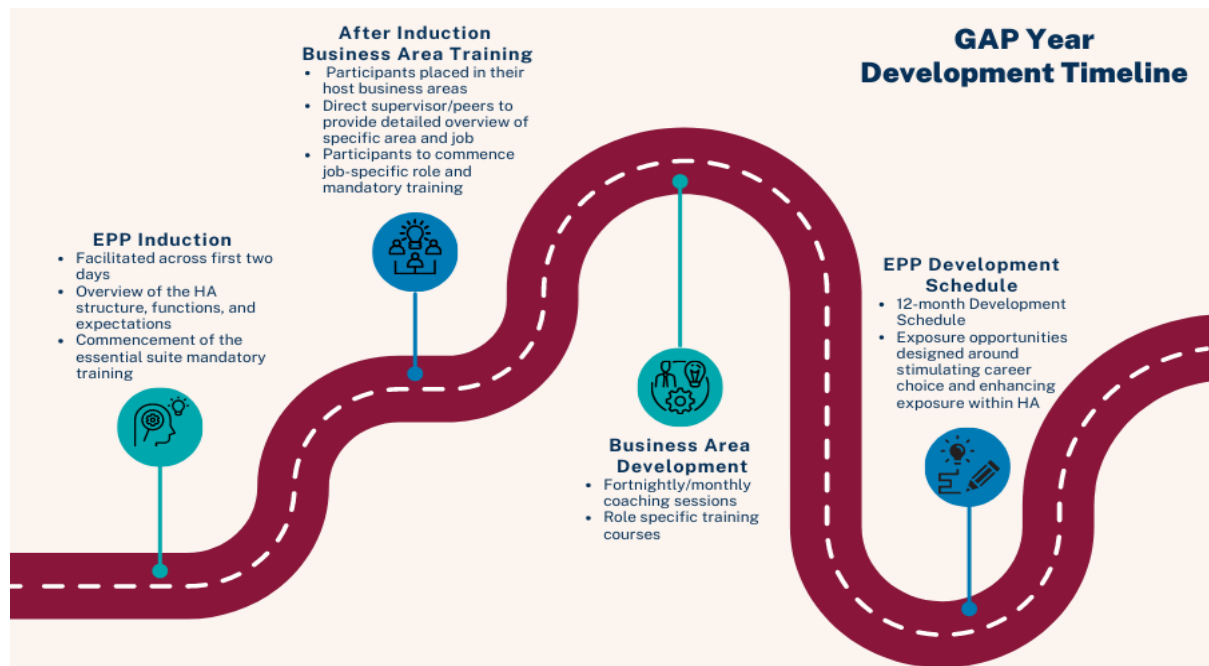 GAP Year
Development Timeline
EPP Induction
• Facilitated across first two
days
• Overview of the HA
structure, functions, and
expectations
• Commencement of the
essential suite mandatory
training
After Induction
Business Area Training
• Participants placed in their
host business areas
• Direct supervisor/peers to
provide detailed overview of
specific area and job
• Participants to commence
job-specific role and
mandatory training
Business Area
Development
• Fortnightly/monthly
coaching sessions
• Role specific training
courses
EPP Development
Schedule
• 12-month Development
Schedule
• Exposure opportunities
designed around
stimulating career
choice and enhancing
exposure within HA